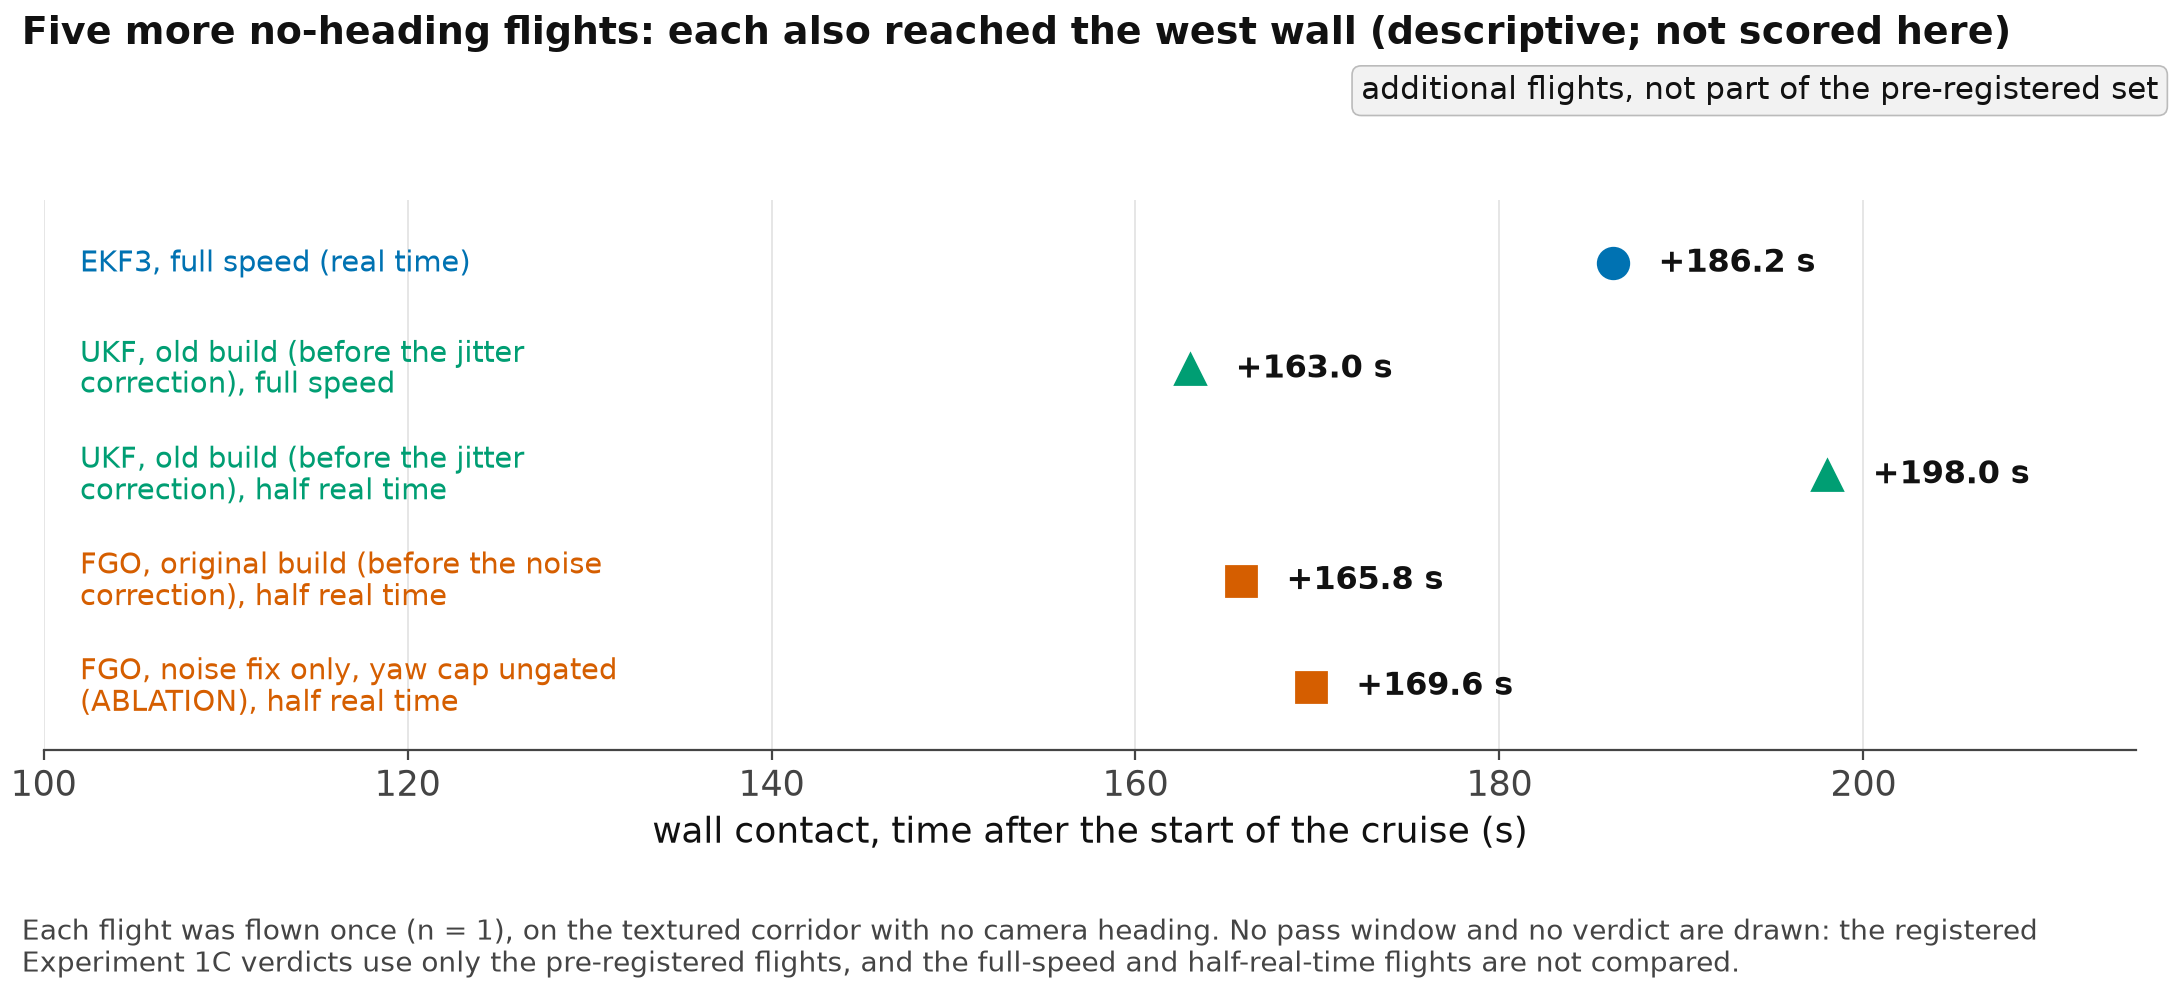 Five more no-heading flights: each also reached the west wall (descriptive; not scored here)
additional flights, not part of the pre-registered set
EKF3, full speed (real time)
+186.2 s
UKF, old build (before the jitter
correction), full speed
+163.0 s
UKF, old build (before the jitter
correction), half real time
+198.0 s
FGO, original build (before the noise
correction), half real time
+165.8 s
FGO, noise fix only, yaw cap ungated
(ABLATION), half real time
+169.6 s
100 120 140 160 180 200
wall contact, time after the start of the cruise (s)
Each flight was flown once (n = 1), on the textured corridor with no camera heading. No pass window and no verdict are drawn: the registered
Experiment 1C verdicts use only the pre-registered flights, and the full-speed and half-real-time flights are not compared.